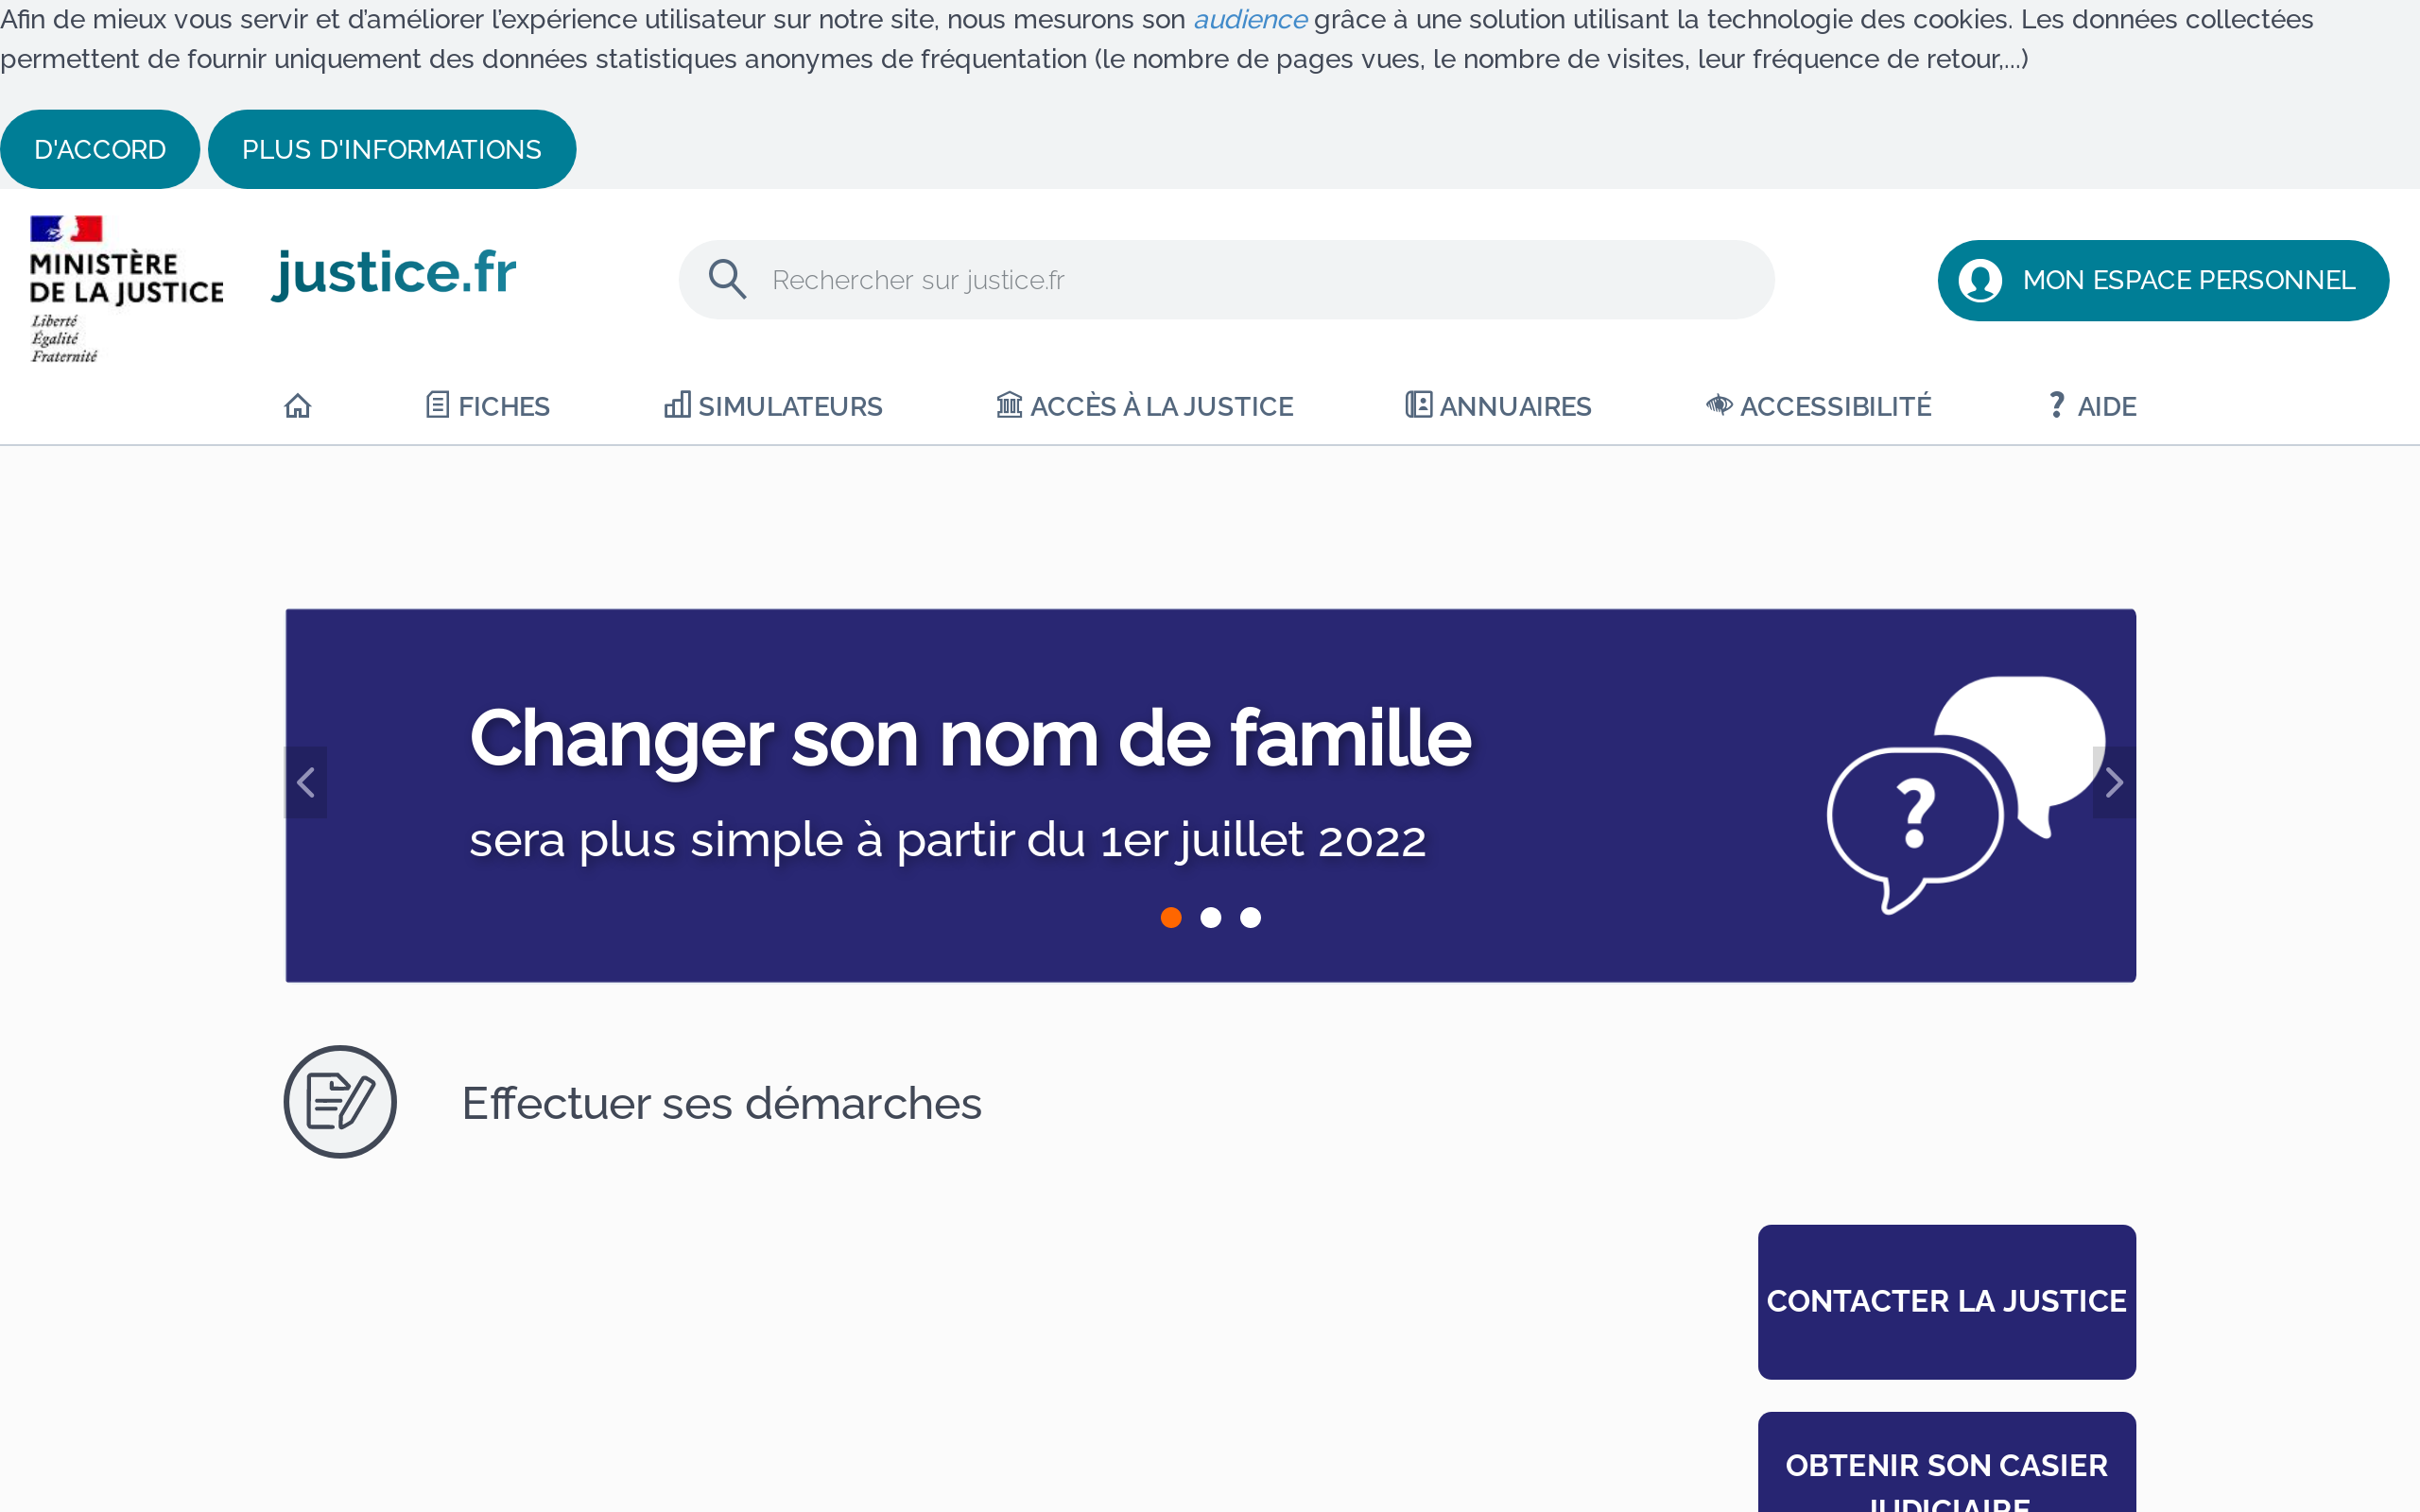 Afin de mieux vous servir et d’améliorer l’expérience utilisateur sur notre site, nous mesurons son audience grâce à une solution utilisant la technologie des cookies. Les données collectées
permettent de fournir uniquement des données statistiques anonymes de fréquentation (le nombre de pages vues, le nombre de visites, leur fréquence de retour,...)
D'ACCORD
PLUS D'INFORMATIONS
MINISTÈRE
DE LA JUSTICE
Liberté
Égalité
Fraternité
justice.fr
Rechercher sur justice.fr
MON ESPACE PERSONNEL
FICHES
SIMULATEURS
ACCÈS À LA JUSTICE
ANNUAIRES
ACCESSIBILITÉ
AIDE
Changer son nom de famille
sera plus simple à partir du 1er juillet 2022
Effectuer ses démarches
CONTACTER LA JUSTICE
OBTENIR SON CASIER
JUDICIAIRE